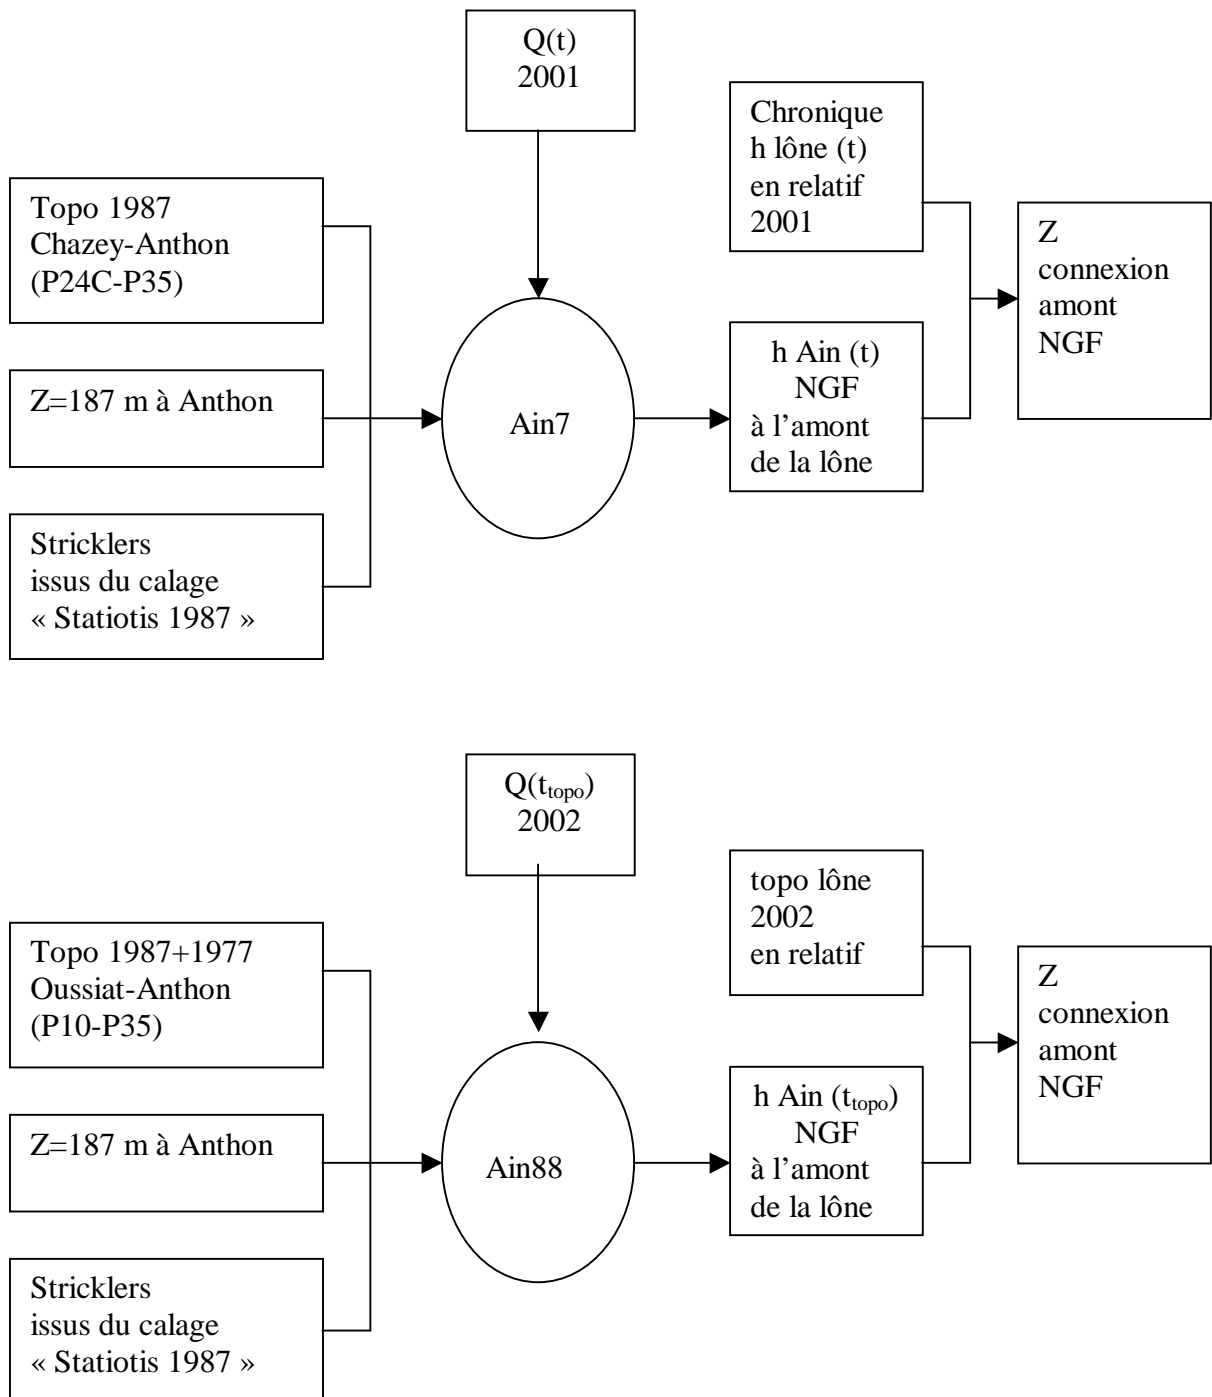 Q(t)
2001
Chronique
h lône (t)
en relatif
2001
Topo 1987
Chazey-Anthon
(P24C-P35)
Z
connexion
amont
NGF
Z=187 m à Anthon
Ain7
h Ain (t)
NGF
à l’amont
de la lône
Stricklers
issus du calage
« Statiotis 1987 »
Q(t_topo)
2002
topo lône
2002
en relatif
Topo 1987+1977
Oussiat-Anthon
(P10-P35)
Z
connexion
amont
NGF
Z=187 m à Anthon
Ain88
h Ain (t_topo)
NGF
à l’amont
de la lône
Stricklers
issus du calage
« Statiotis 1987 »